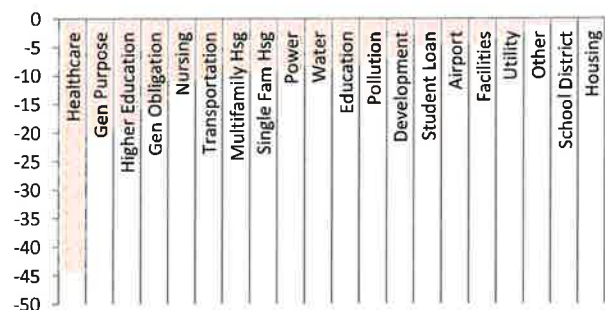 0
-5
-10
-15
-20
-25
-30
-35
-40
-45
-50
Healthcare
Gen Purpose
Higher Education
Gen Obligation
Nursing
Transportation
Multifamily Hsg
Single Fam Hsg
Power
Water
Education
Pollution
Development
Student Loan
Airport
Facilities
Utility
Other
School District
Housing